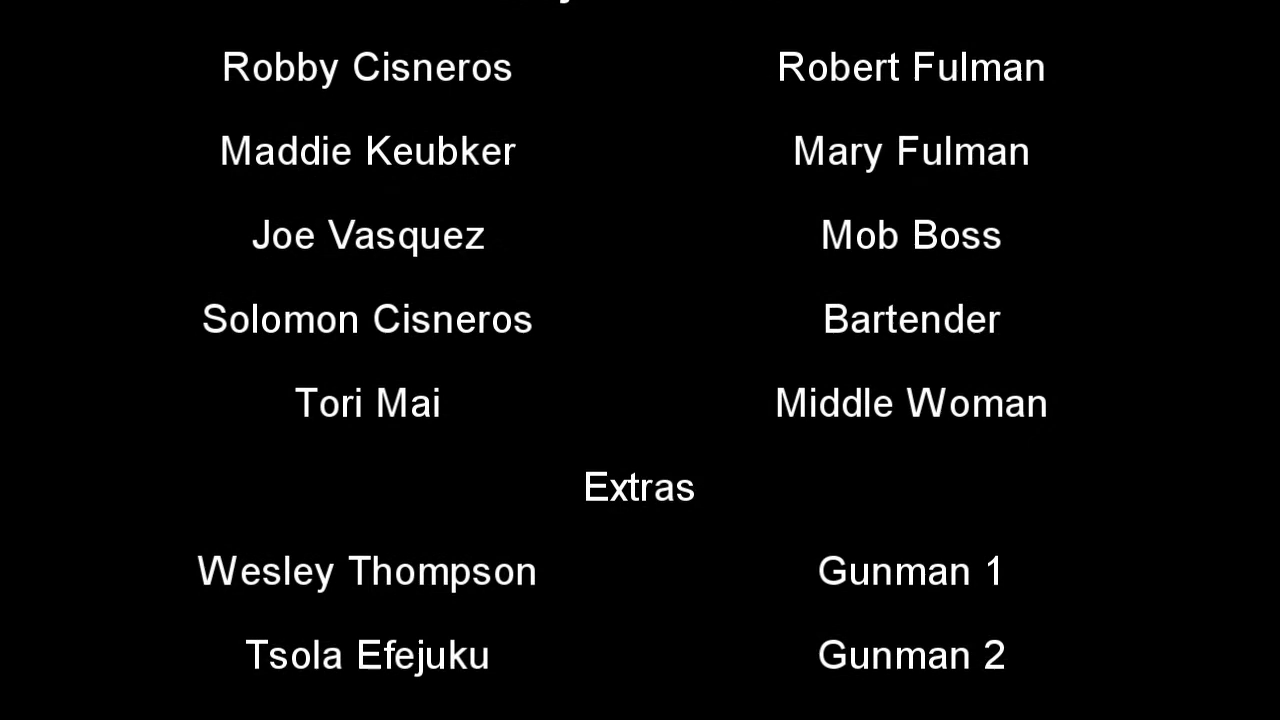 Robby Cisneros Robert Fulman
Maddie Keubker Mary Fulman
Joe Vasquez Mob Boss
Solomon Cisneros Bartender
Tori Mai Middle Woman
Extras
Wesley Thompson Gunman 1
Tsola Efejuku Gunman 2